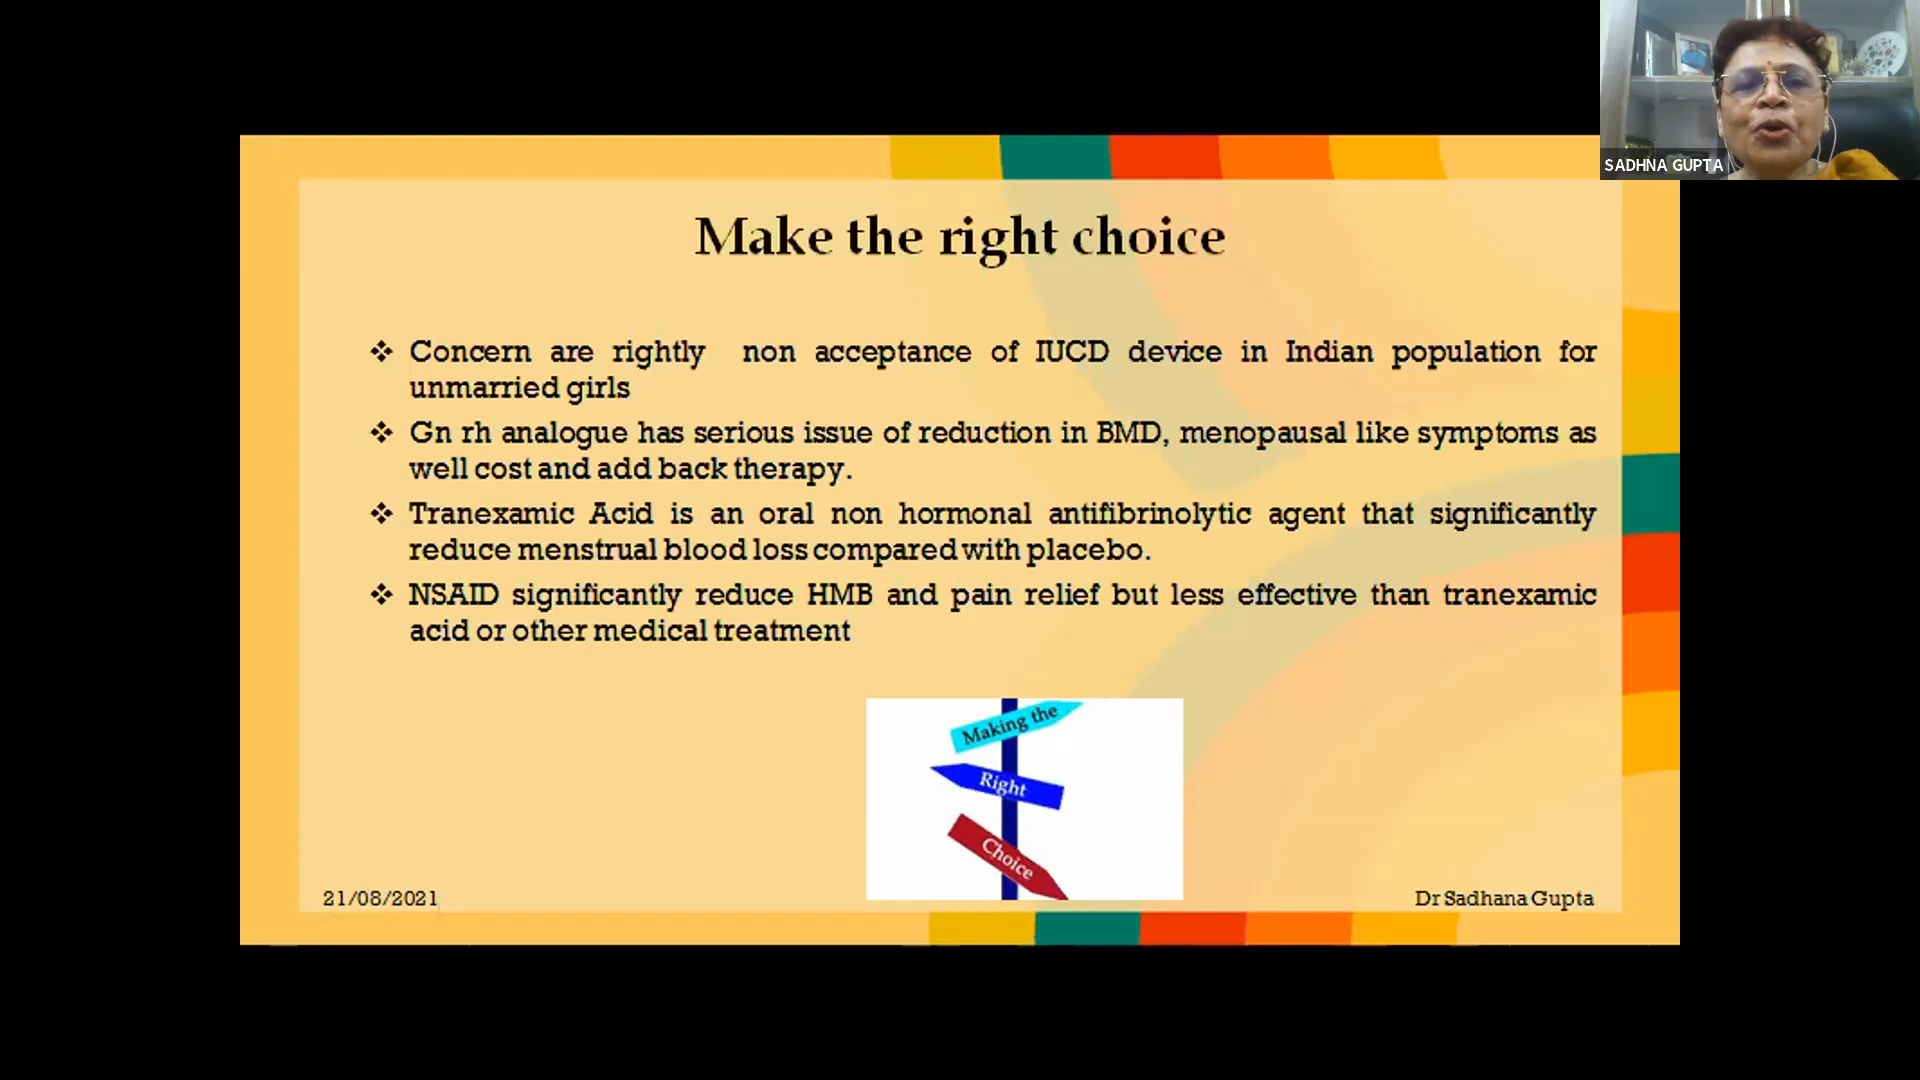 SADHNA GUPTA
Make the right choice
❖ Concern are rightly non acceptance of IUCD device in Indian population for
unmarried girls
❖ Gn rh analogue has serious issue of reduction in BMD, menopausal like symptoms as
well cost and add back therapy.
❖ Tranexamic Acid is an oral non hormonal antifibrinolytic agent that significantly
reduce menstrual blood loss compared with placebo.
❖ NSAID significantly reduce HMB and pain relief but less effective than tranexamic
acid or other medical treatment
Making the
Right
Choice
21/08/2021
Dr Sadhana Gupta